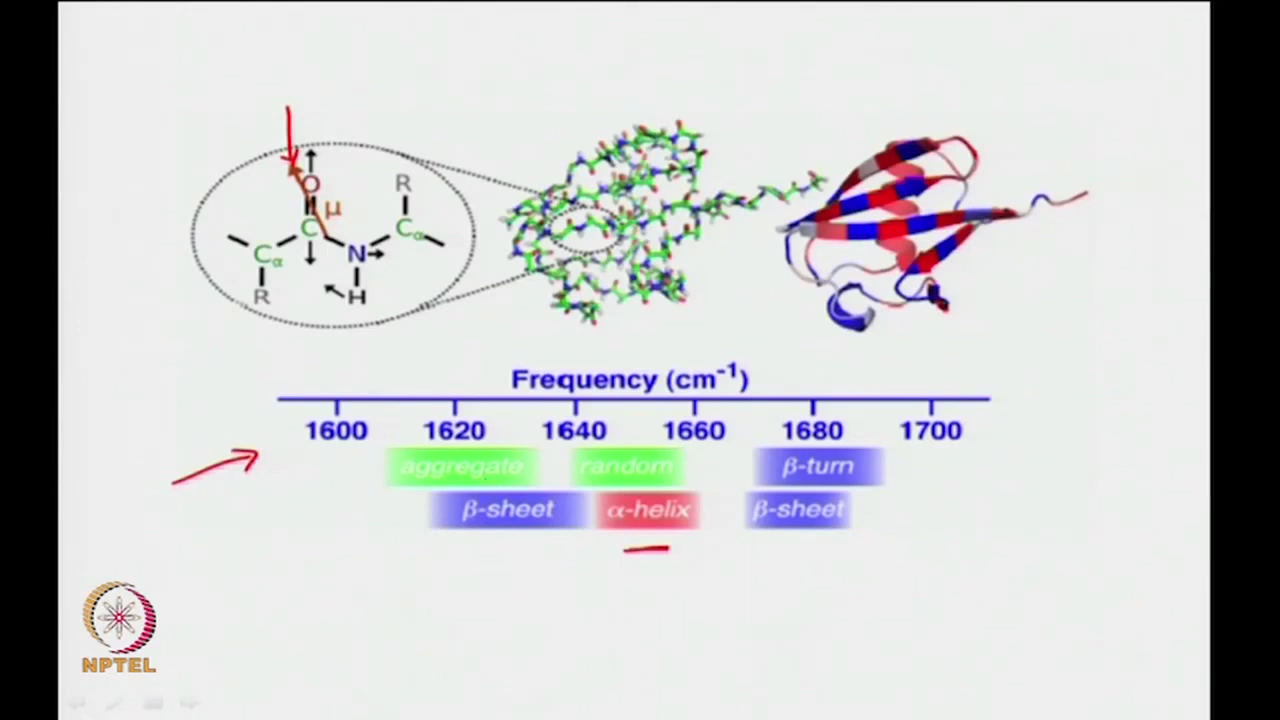 O
μ
R
C
Cα
Cα
N
R
H
Frequency (cm⁻¹)
1600 1620 1640 1660 1680 1700
aggregate random β-turn
β-sheet α-helix β-sheet
NPTEL